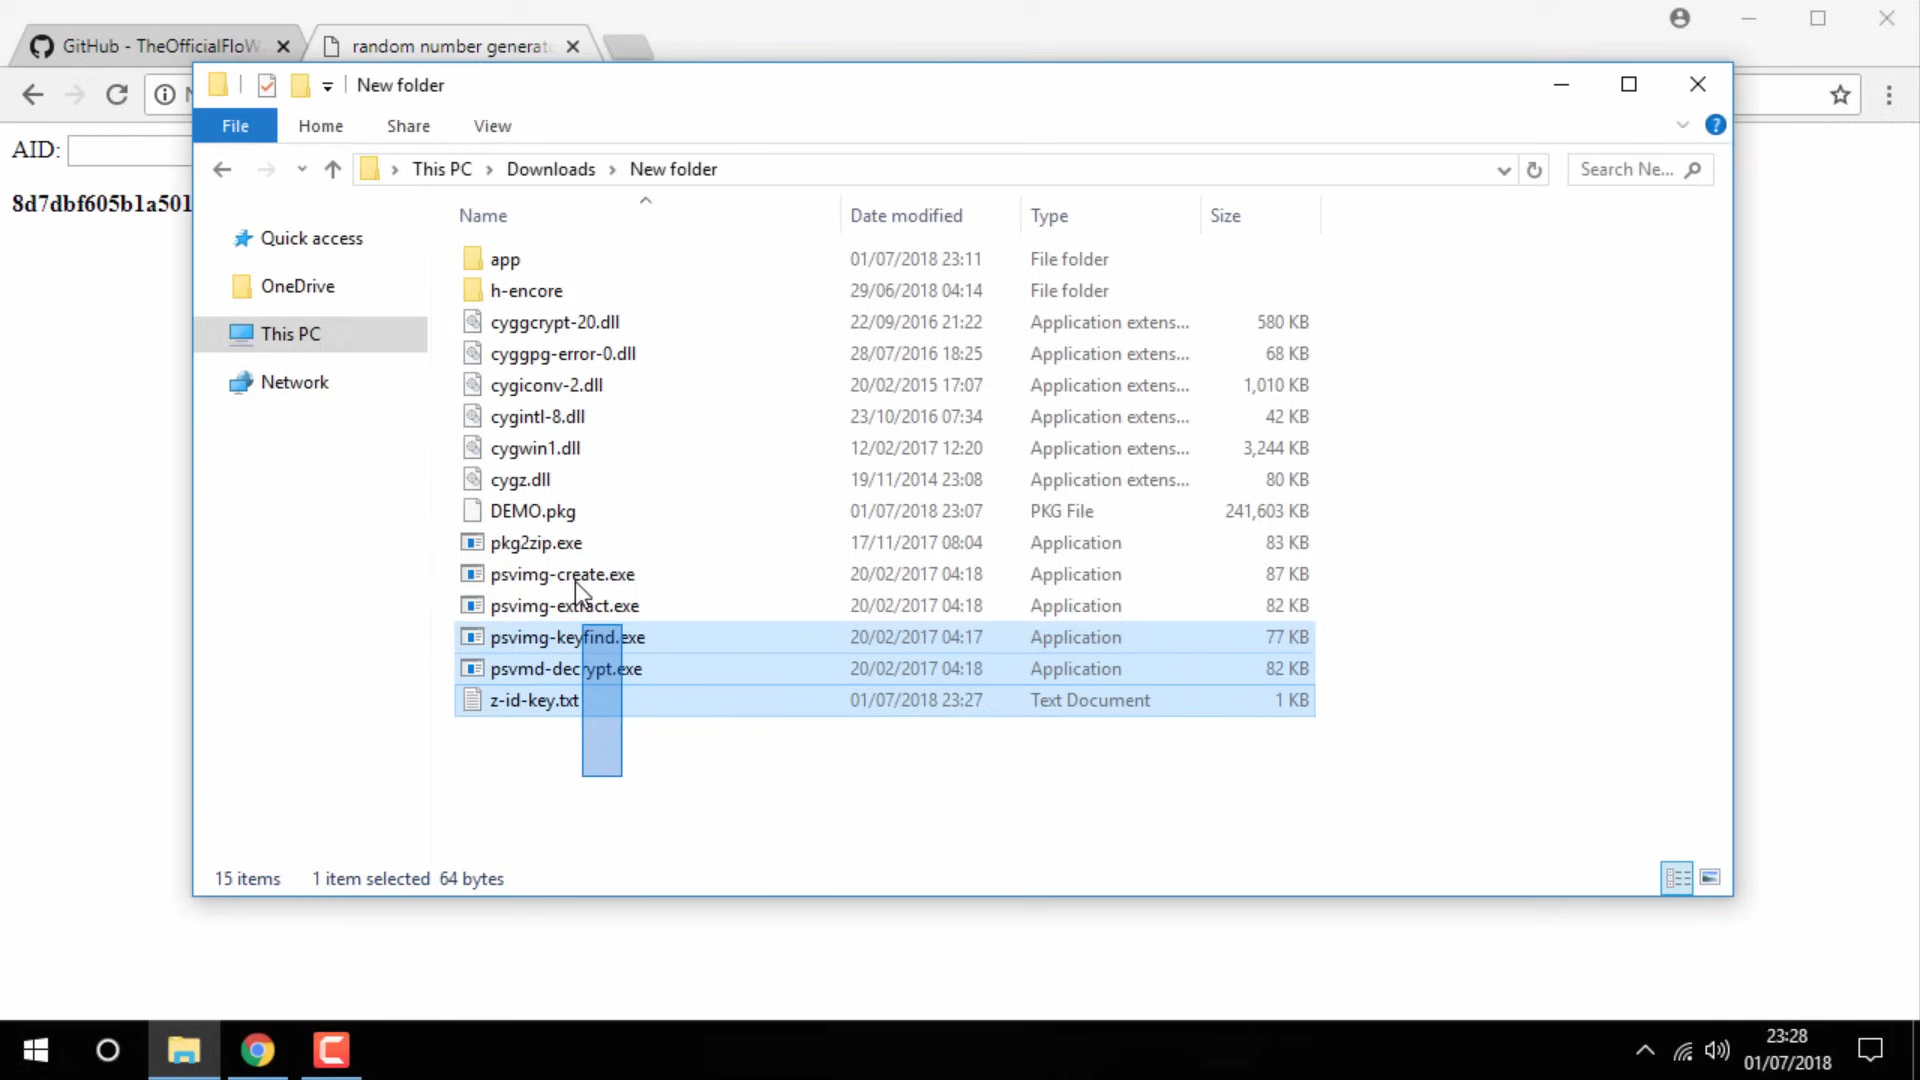 GitHub - TheOfficialFloW
random number generato
New folder
File Home Share View
AID:
This PC Downloads New folder
Search Ne...
8d7dbf605b1a501
Name Date modified Type Size
Quick access
OneDrive
This PC
Network
app 01/07/2018 23:11 File folder
h-encore 29/06/2018 04:14 File folder
cyggcrypt-20.dll 22/09/2016 21:22 Application extens... 580 KB
cyggpg-error-0.dll 28/07/2016 18:25 Application extens... 68 KB
cygiconv-2.dll 20/02/2015 17:07 Application extens... 1,010 KB
cygintl-8.dll 23/10/2016 07:34 Application extens... 42 KB
cygwin1.dll 12/02/2017 12:20 Application extens... 3,244 KB
cygz.dll 19/11/2014 23:08 Application extens... 80 KB
DEMO.pkg 01/07/2018 23:07 PKG File 241,603 KB
pkg2zip.exe 17/11/2017 08:04 Application 83 KB
psvimg-create.exe 20/02/2017 04:18 Application 87 KB
psvimg-extract.exe 20/02/2017 04:18 Application 82 KB
psvimg-keyfind.exe 20/02/2017 04:17 Application 77 KB
psvmd-decrypt.exe 20/02/2017 04:18 Application 82 KB
z-id-key.txt 01/07/2018 23:27 Text Document 1 KB
15 items 1 item selected 64 bytes
23:28
01/07/2018